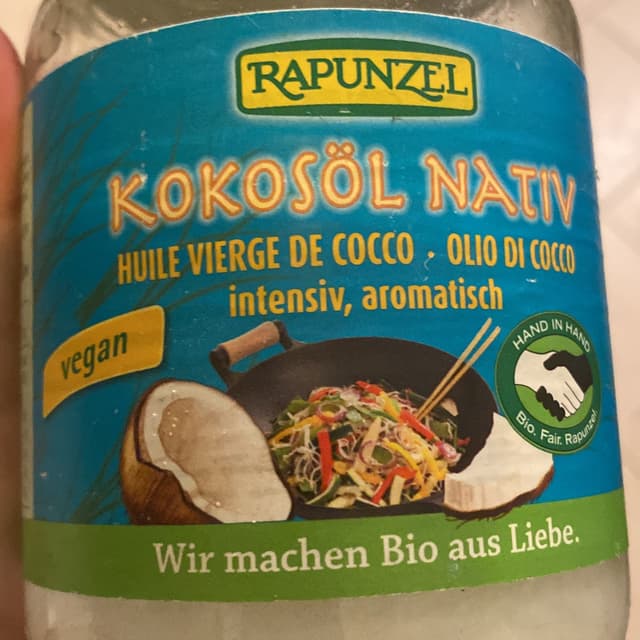 RAPUNZEL
KOKOSÖL NATIV
HUILE VIERGE DE COCCO · OLIO DI COCCO
intensiv, aromatisch
vegan
HAND IN HAND
Bio. Fair. Rapunzel
Wir machen Bio aus Liebe.